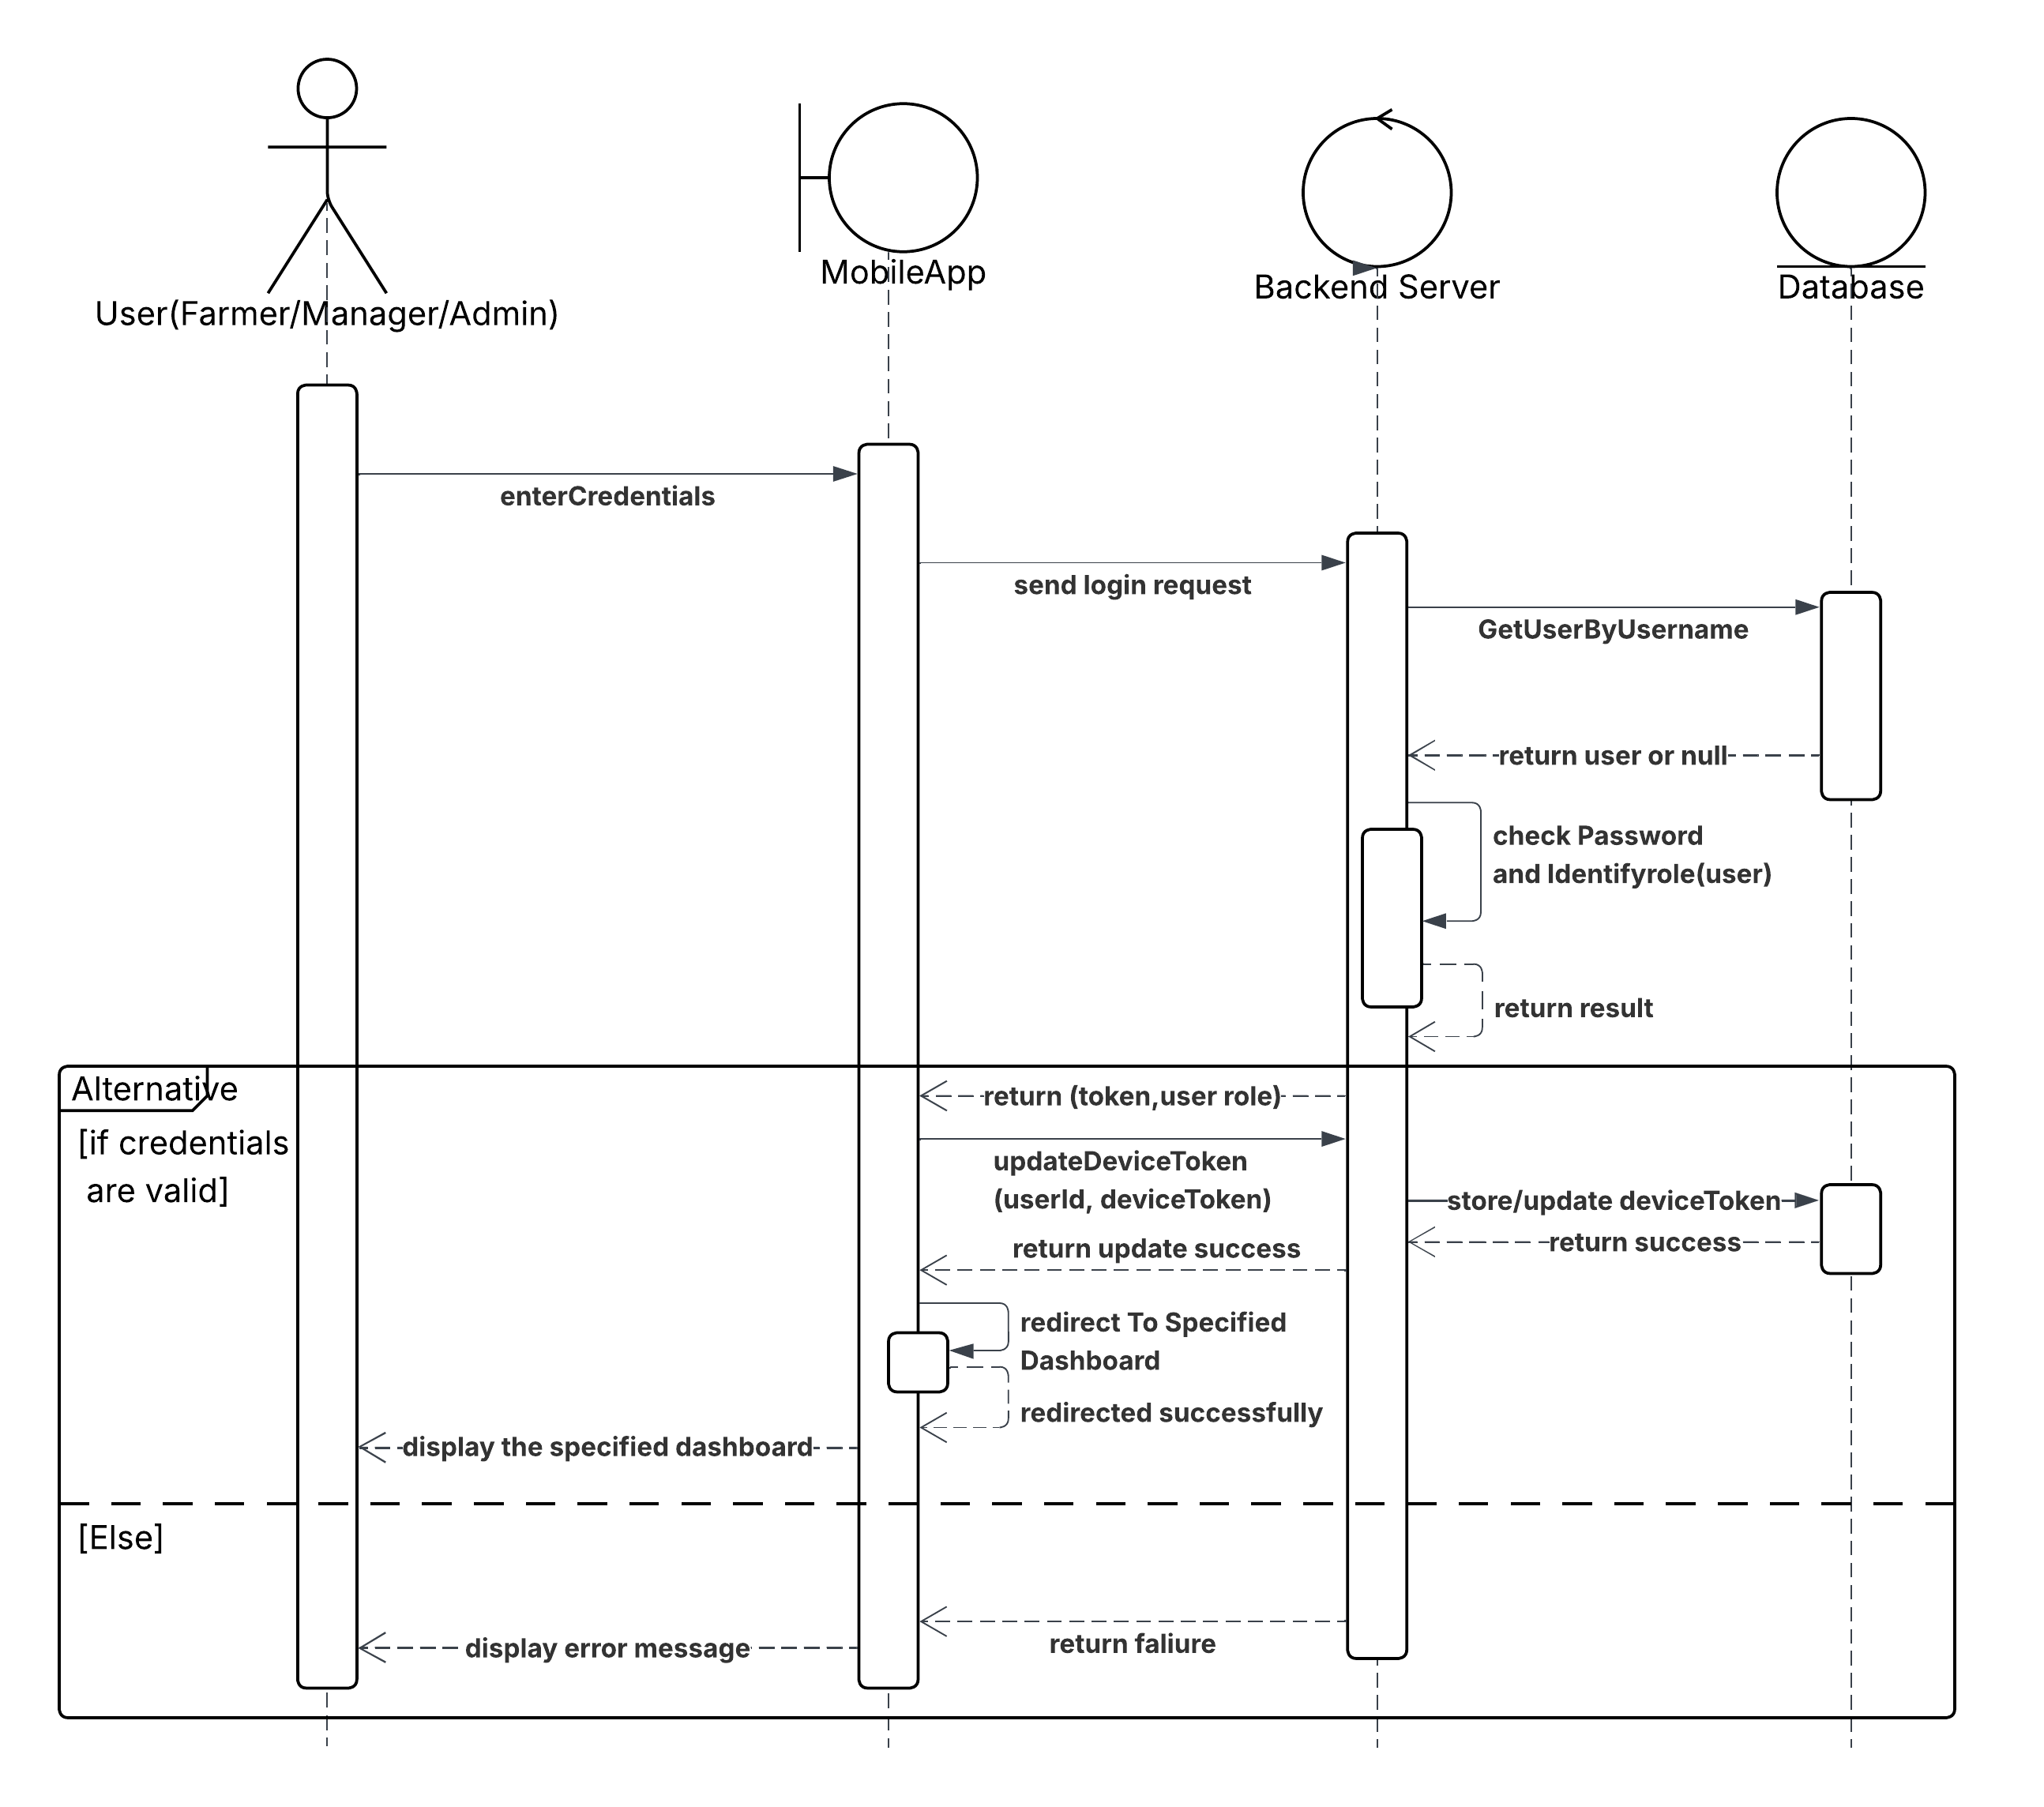 User(Farmer/Manager/Admin)
MobileApp
Backend Server
Database
enterCredentials
send login request
GetUserByUsername
return user or null
check Password
and Identifyrole(user)
return result
Alternative
[if credentials
are valid]
return (token,user role)
updateDeviceToken
(userId, deviceToken)
store/update deviceToken
return success
return update success
redirect To Specified
Dashboard
redirected successfully
display the specified dashboard
[Else]
return faliure
display error message